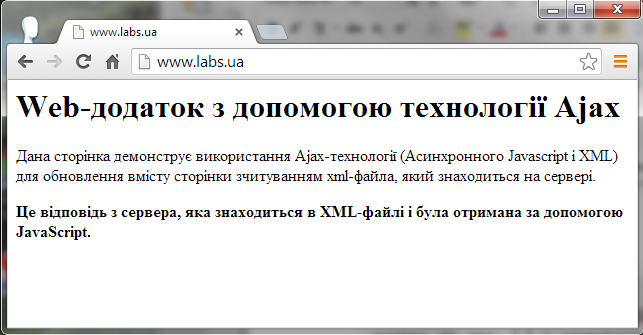 www.labs.ua
www.labs.ua
Web-додаток з допомогою технології Ajax
Дана сторінка демонструє використання Ajax-технології (Асинхронного Javascript і XML)
для обновлення вмісту сторінки зчитуванням xml-файла, який знаходиться на сервері.
Це відповідь з сервера, яка знаходиться в XML-файлі і була отримана за допомогою
JavaScript.